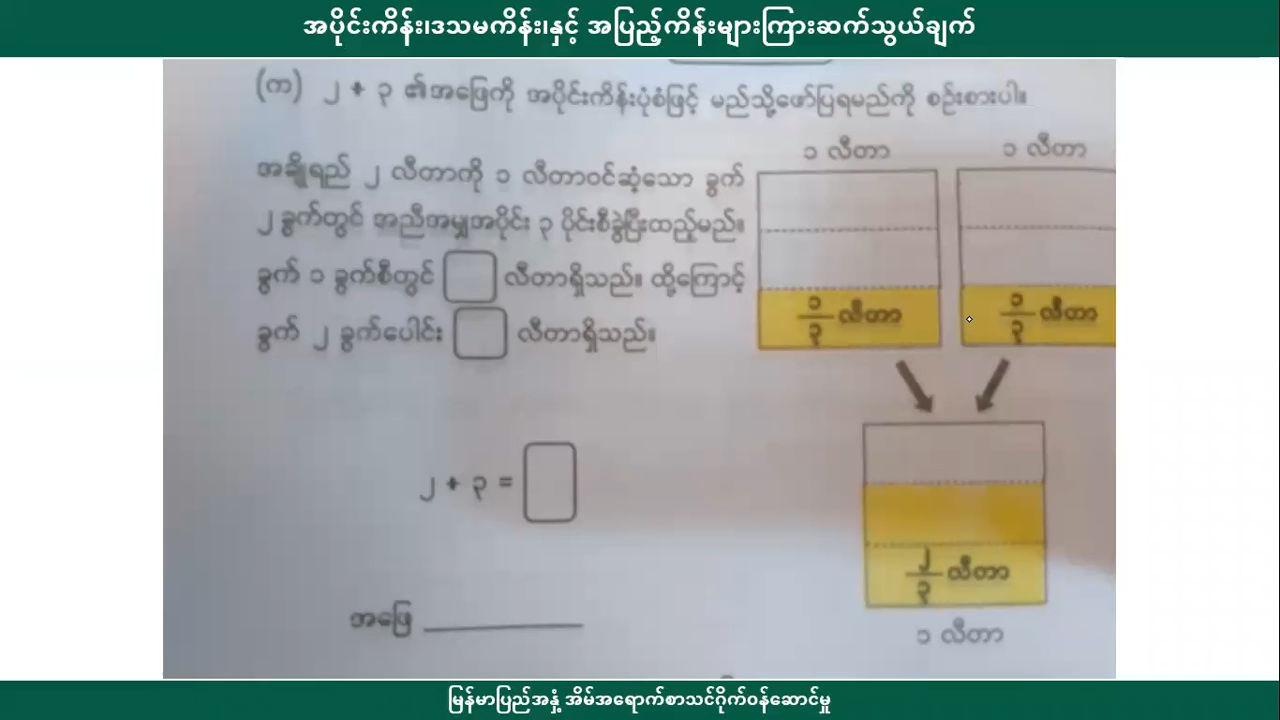 အပိုင်းကိန်း၊ဒသမကိန်း၊နှင့် အပြည့်ကိန်းများကြားဆက်သွယ်ချက်
(က) ၂ ÷ ၃ ၏အဖြေကို အပိုင်းကိန်းပုံစံဖြင့် မည်သို့ဖော်ပြရမည်ကို စဉ်းစားပါ။
အချိုရည် ၂ လီတာကို ၁ လီတာဝင်ဆံ့သော ခွက်
၂ ခွက်တွင် အညီအမျှအပိုင်း ၃ ပိုင်းစီခွဲပြီးထည့်မည်။
ခွက် ၁ ခွက်စီတွင် လီတာရှိသည်။ ထို့ကြောင့်
ခွက် ၂ ခွက်ပေါင်း လီတာရှိသည်။
၁ လီတာ ၁ လီတာ
၁/၃ လီတာ ၁/၃ လီတာ
၂ ÷ ၃ =
၂/၃ လီတာ
အဖြေ
၁ လီတာ
မြန်မာပြည်အနှံ့ အိမ်အရောက်စာသင်ဂိုက်ဝန်ဆောင်မှု